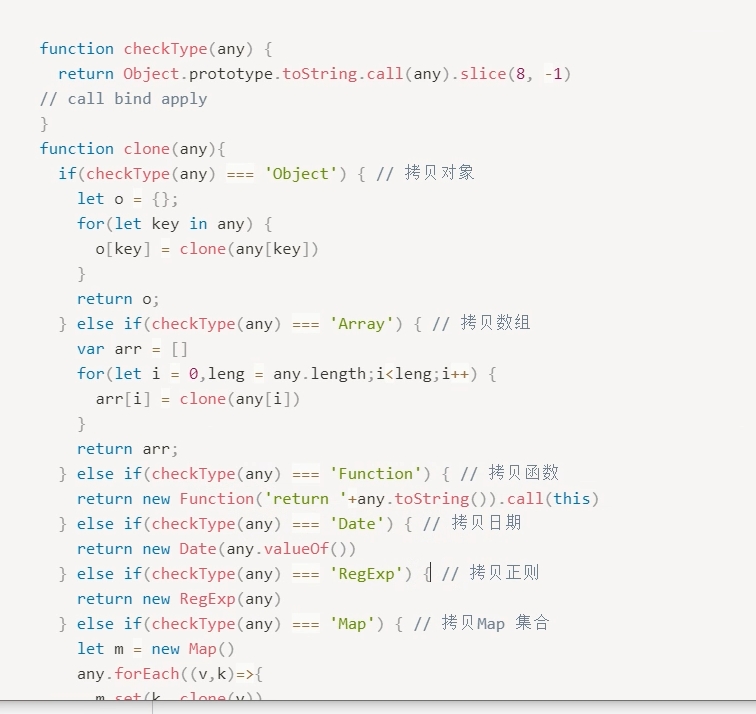 function checkType(any) {
  return Object.prototype.toString.call(any).slice(8, -1)
// call bind apply
}
function clone(any){
  if(checkType(any) === 'Object') { // 拷贝对象
    let o = {};
    for(let key in any) {
      o[key] = clone(any[key])
    }
    return o;
  } else if(checkType(any) === 'Array') { // 拷贝数组
    var arr = []
    for(let i = 0,leng = any.length;i<leng;i++) {
      arr[i] = clone(any[i])
    }
    return arr;
  } else if(checkType(any) === 'Function') { // 拷贝函数
    return new Function('return '+any.toString()).call(this)
  } else if(checkType(any) === 'Date') { // 拷贝日期
    return new Date(any.valueOf())
  } else if(checkType(any) === 'RegExp') { // 拷贝正则
    return new RegExp(any)
  } else if(checkType(any) === 'Map') { // 拷贝Map 集合
    let m = new Map()
    any.forEach((v,k)=>{
      m.set(k, clone(v))